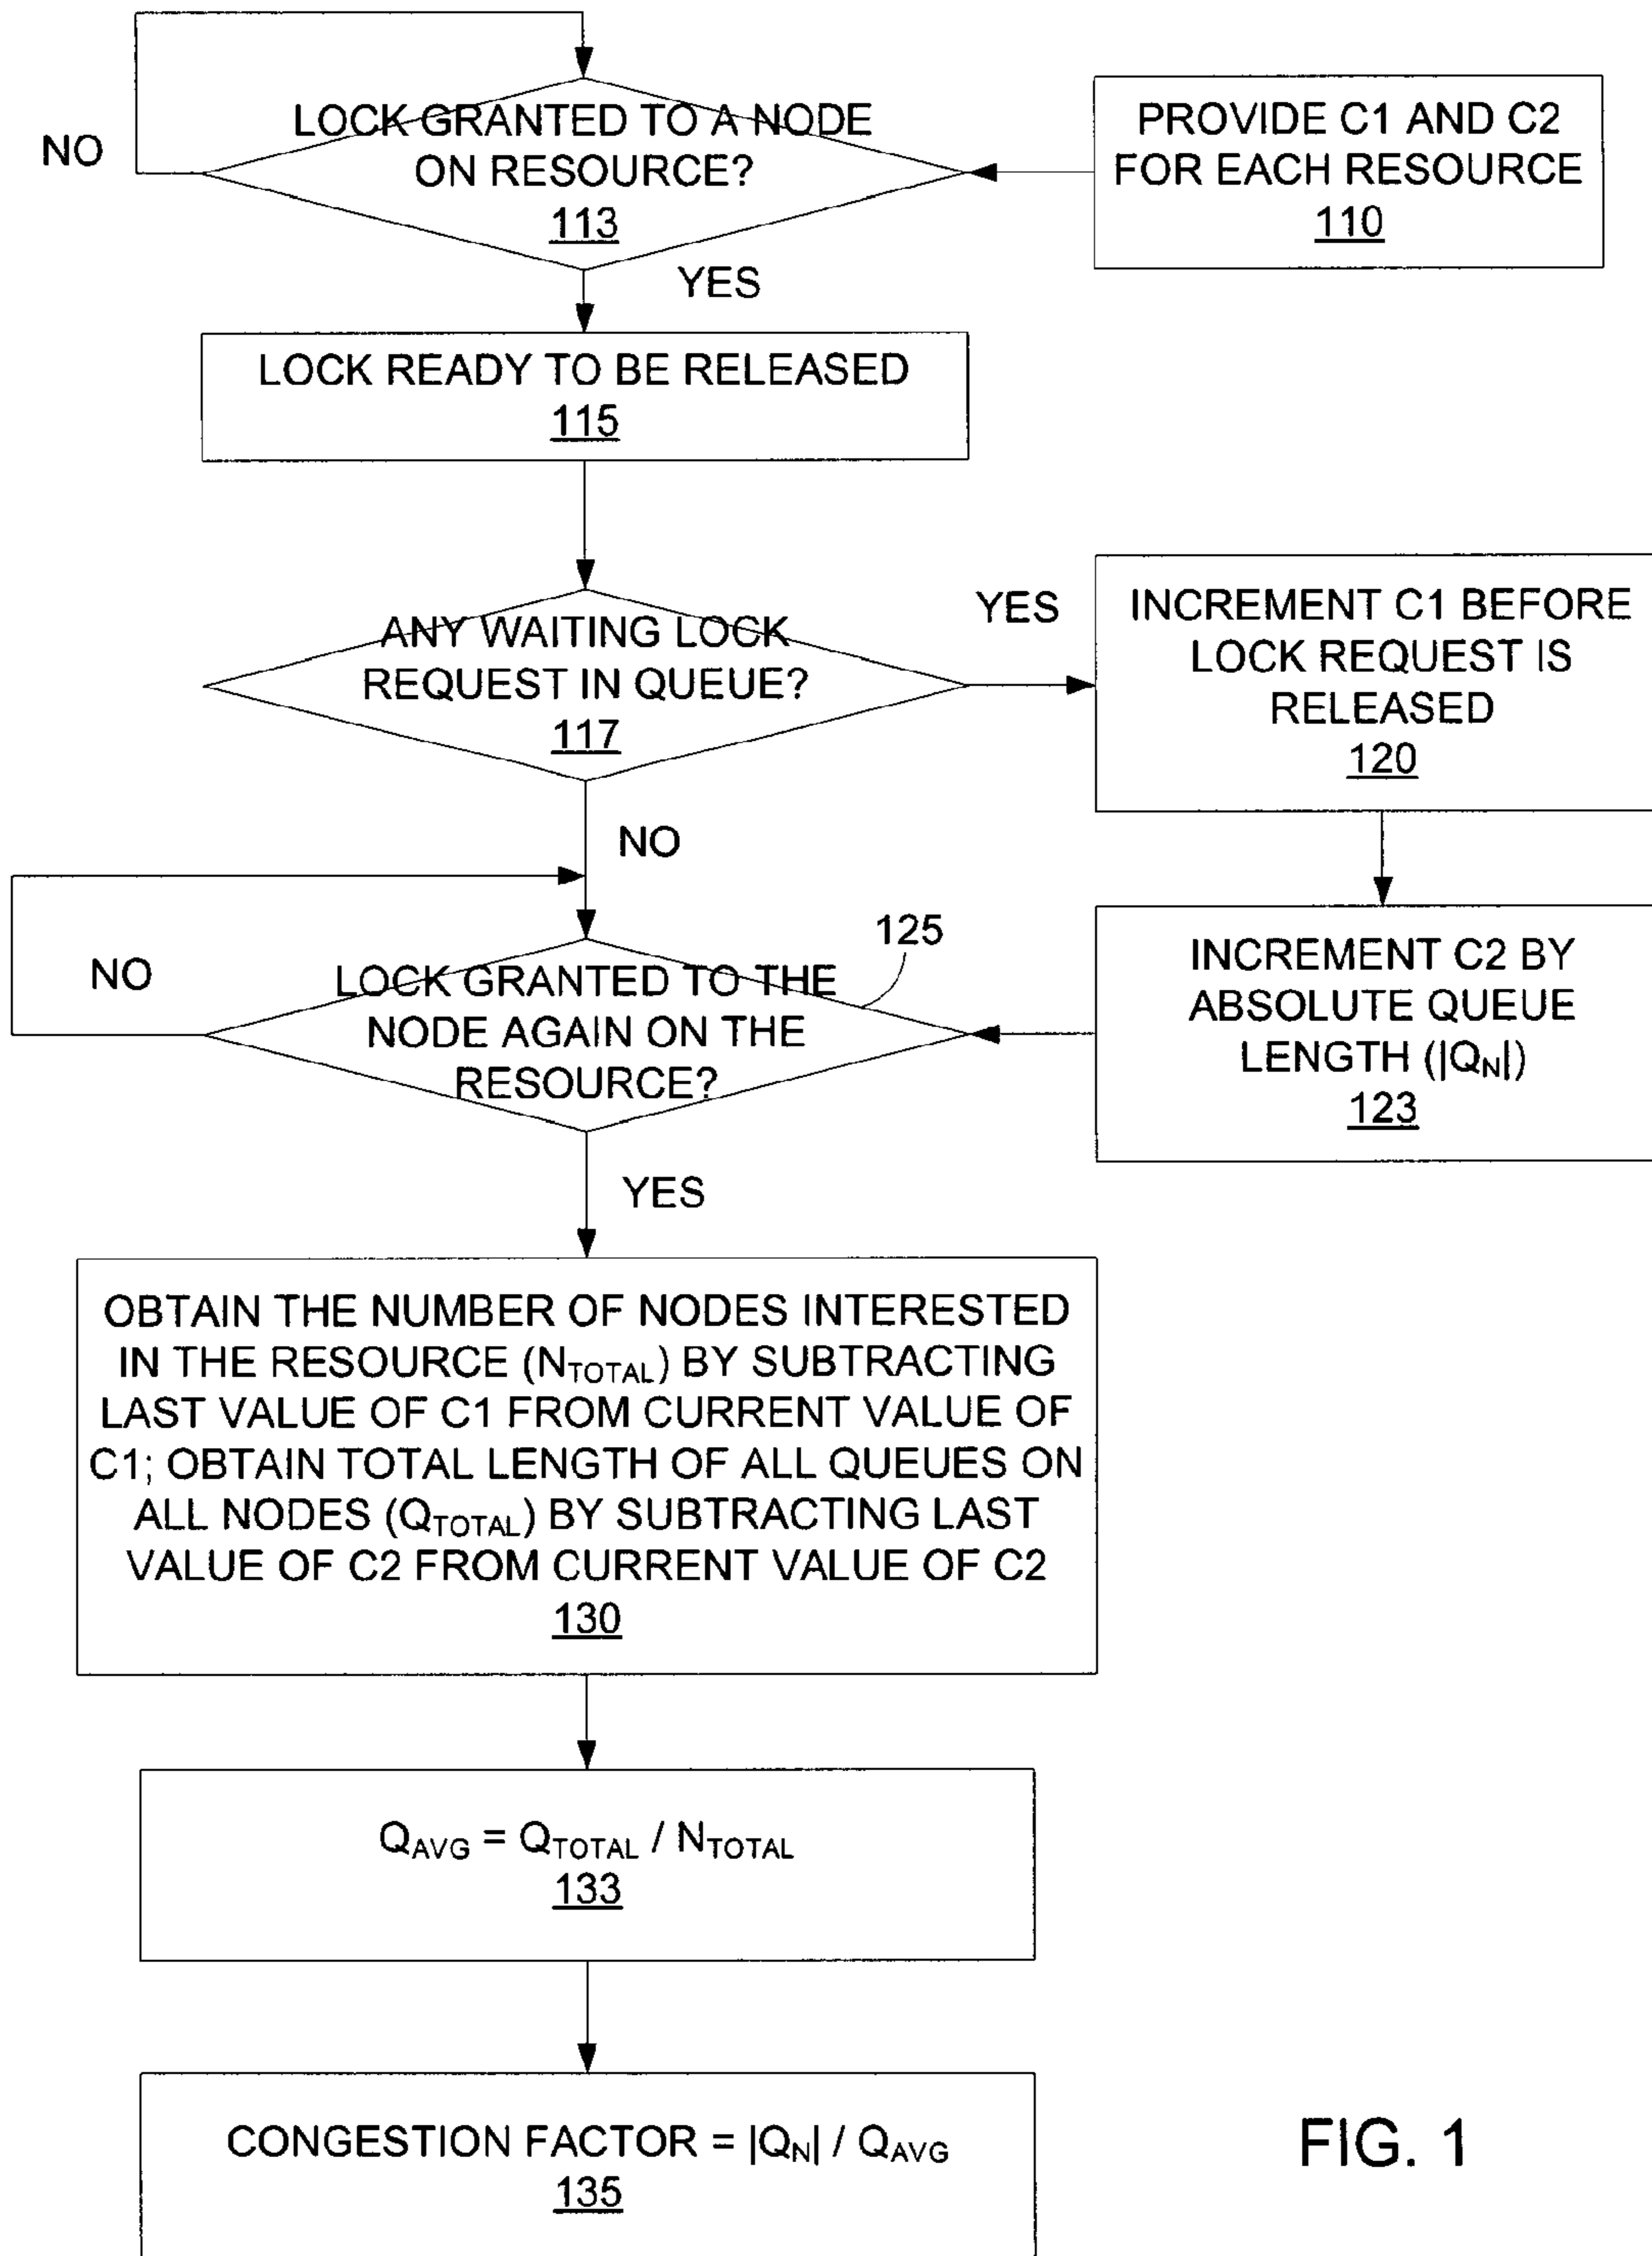 LOCK GRANTED TO A NODE
ON RESOURCE?
113
NO
YES
PROVIDE C1 AND C2
FOR EACH RESOURCE
110
LOCK READY TO BE RELEASED
115
ANY WAITING LOCK
REQUEST IN QUEUE?
117
YES
NO
INCREMENT C1 BEFORE
LOCK REQUEST IS
RELEASED
120
INCREMENT C2 BY
ABSOLUTE QUEUE
LENGTH (|QN|)
123
125
LOCK GRANTED TO THE
NODE AGAIN ON THE
RESOURCE?
NO
YES
OBTAIN THE NUMBER OF NODES INTERESTED
IN THE RESOURCE (NTOTAL) BY SUBTRACTING
LAST VALUE OF C1 FROM CURRENT VALUE OF
C1; OBTAIN TOTAL LENGTH OF ALL QUEUES ON
ALL NODES (QTOTAL) BY SUBTRACTING LAST
VALUE OF C2 FROM CURRENT VALUE OF C2
130
QAVG = QTOTAL / NTOTAL
133
CONGESTION FACTOR = |QN| / QAVG
135
FIG. 1